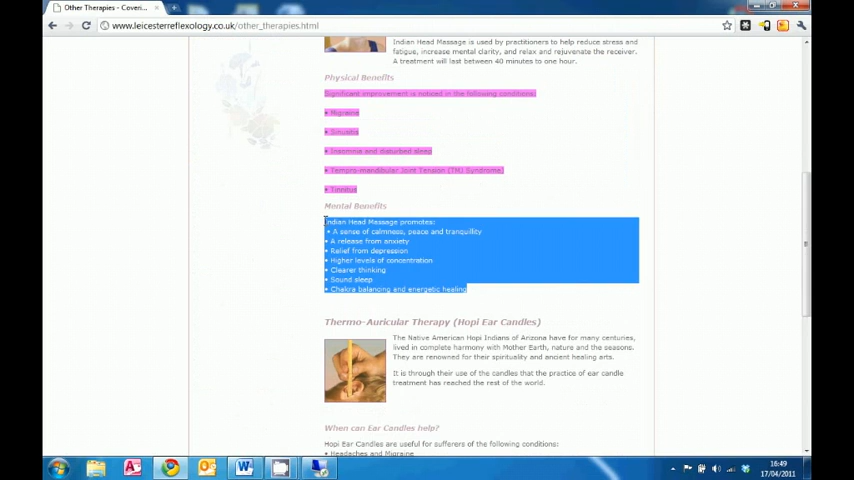 Other Therapies - Coveri...
www.leicesterreflexology.co.uk/other_therapies.html
Indian Head Massage is used by practitioners to help reduce stress and
fatigue, increase mental clarity, and relax and rejuvenate the receiver.
A treatment will last between 40 minutes to one hour.
Physical Benefits
Significant improvement is noticed in the following conditions:
• Migraine
• Sinusitis
• Insomnia and disturbed sleep
• Tempro-mandibular Joint Tension (TMJ Syndrome)
• Tinnitus
Mental Benefits
Indian Head Massage promotes:
• A sense of calmness, peace and tranquillity
• A release from anxiety
• Relief from depression
• Higher levels of concentration
• Clearer thinking
• Sound sleep
• Chakra balancing and energetic healing
Thermo-Auricular Therapy (Hopi Ear Candles)
The Native American Hopi Indians of Arizona have for many centuries,
lived in complete harmony with Mother Earth, nature and the seasons.
They are renowned for their spirituality and ancient healing arts.
It is through their use of the candles that the practice of ear candle
treatment has reached the rest of the world.
When can Ear Candles help?
Hopi Ear Candles are useful for sufferers of the following conditions:
• Headaches and Migraine
16:49
17/04/2011